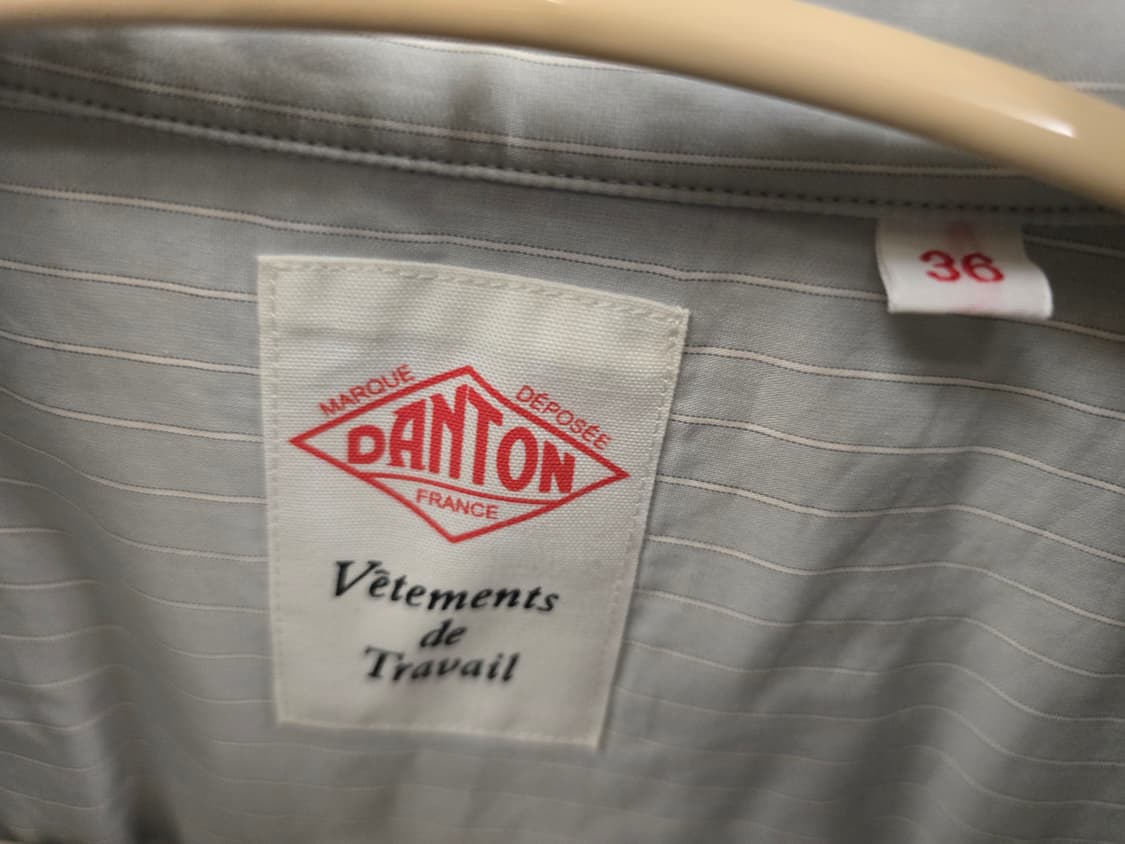 36
MARQUE DÉPOSÉE
DANTON
FRANCE
Vêtements
de
Travail